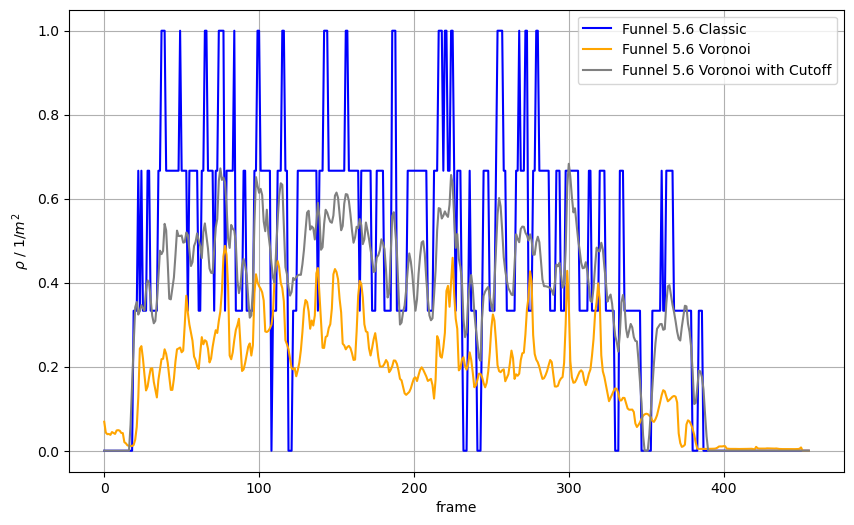 1.0
0.8
0.6
0.4
0.2
0.0
ρ / 1/m²
0
100
200
300
400
frame
Funnel 5.6 Classic
Funnel 5.6 Voronoi
Funnel 5.6 Voronoi with Cutoff